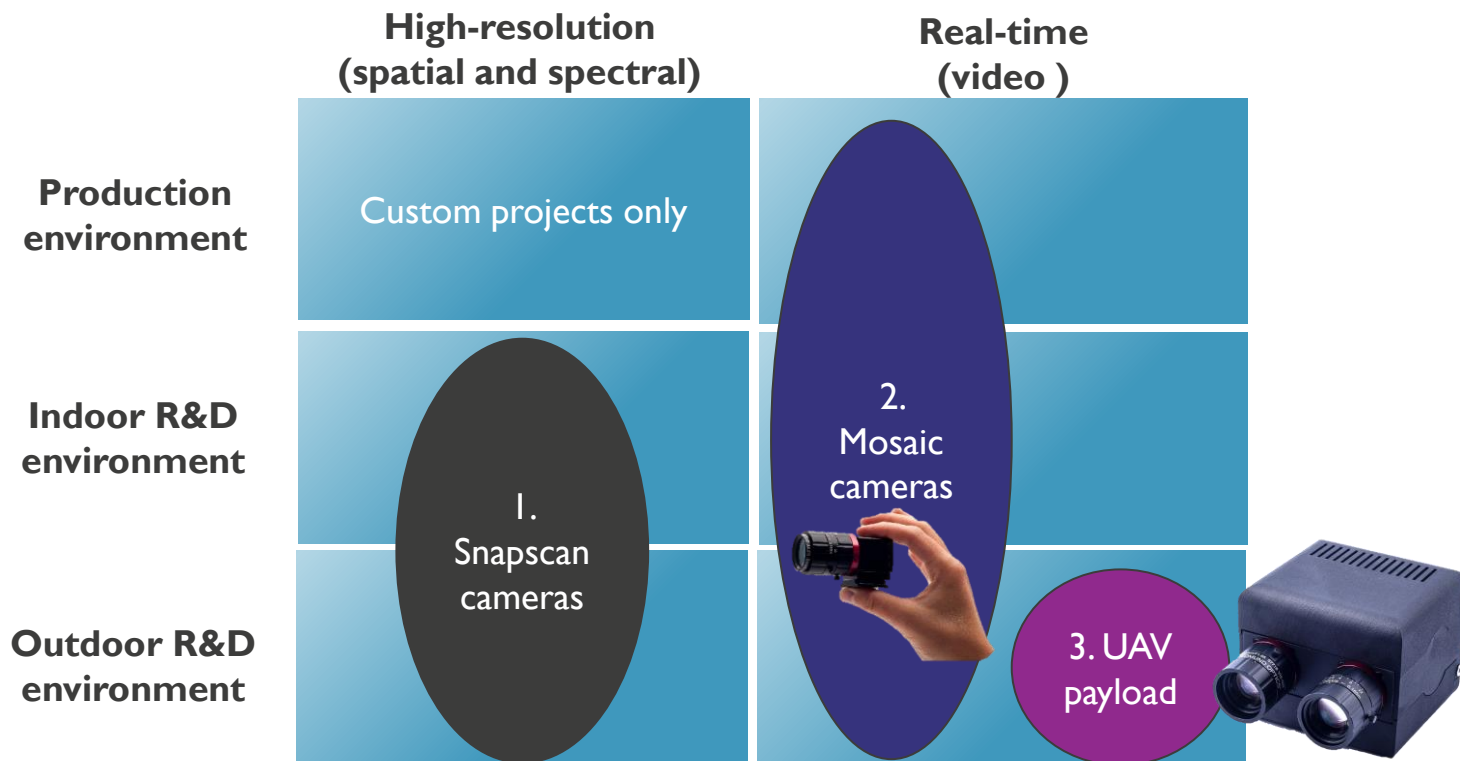 High-resolution
(spatial and spectral)
Real-time
(video )
Production
environment
Custom projects only
Indoor R&D
environment
1.
Snapscan
cameras
2.
Mosaic
cameras
Outdoor R&D
environment
3. UAV
payload